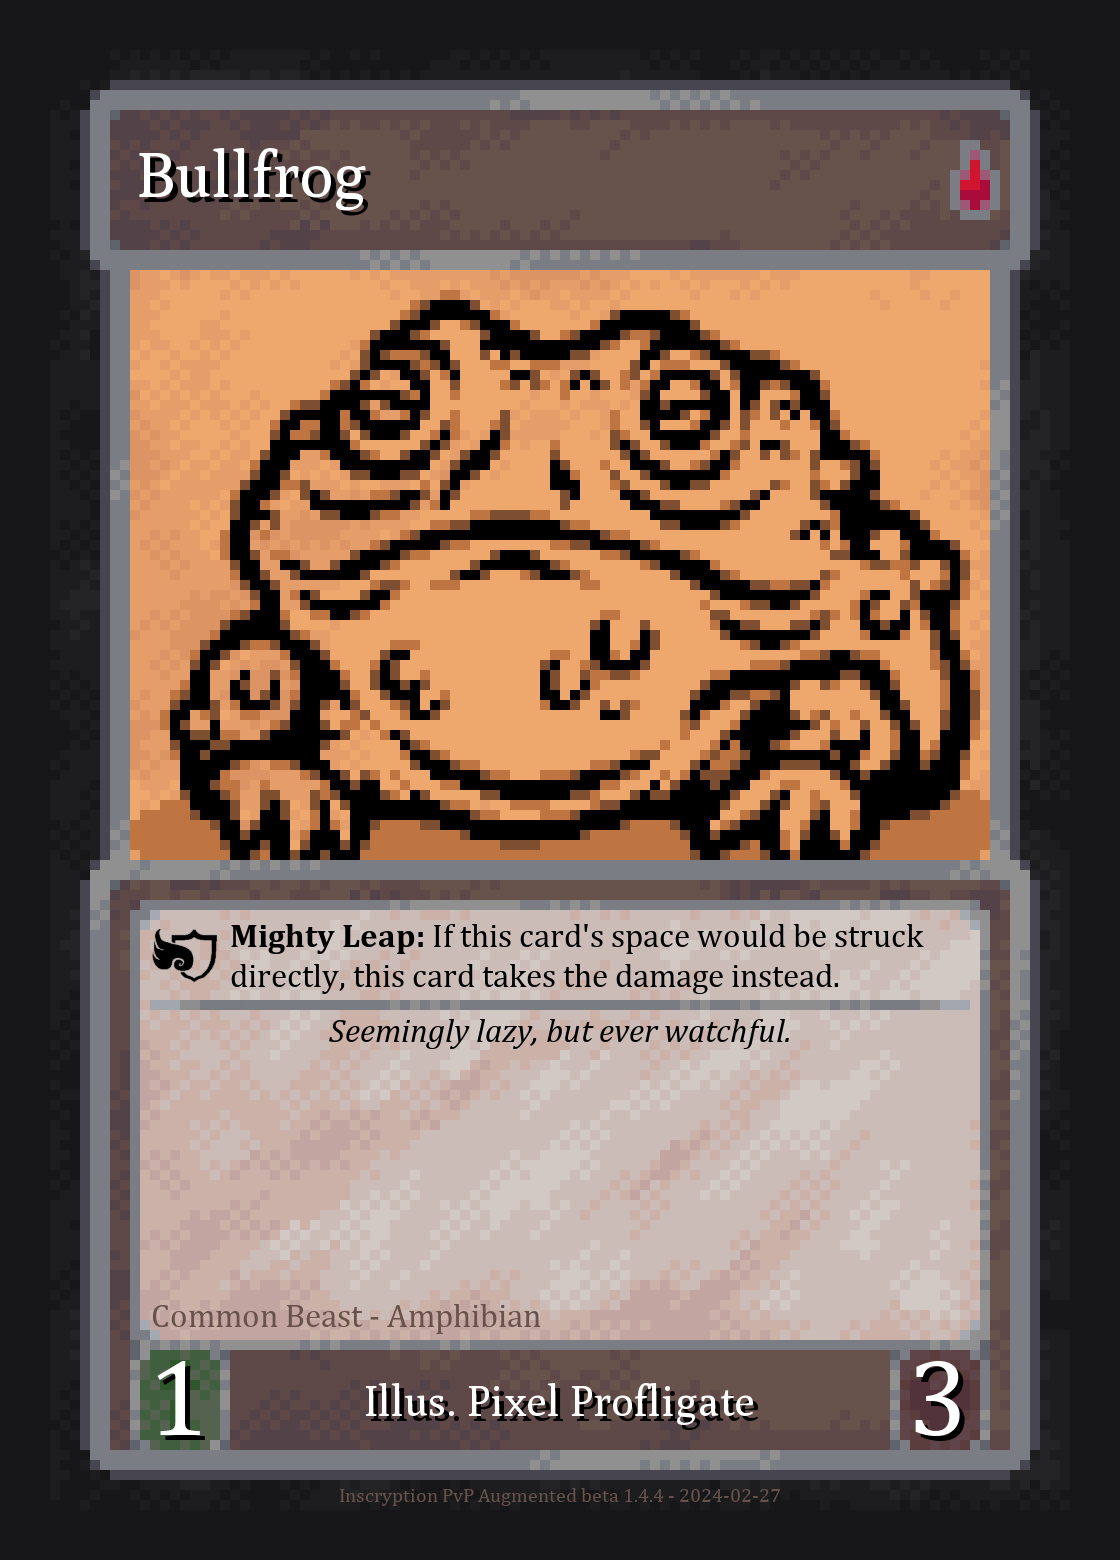 Bullfrog
Mighty Leap: If this card's space would be struck
directly, this card takes the damage instead.
Seemingly lazy, but ever watchful.
Common Beast - Amphibian
1
Illus. Pixel Profligate
3
Inscryption PvP Augmented beta 1.4.4 - 2024-02-27